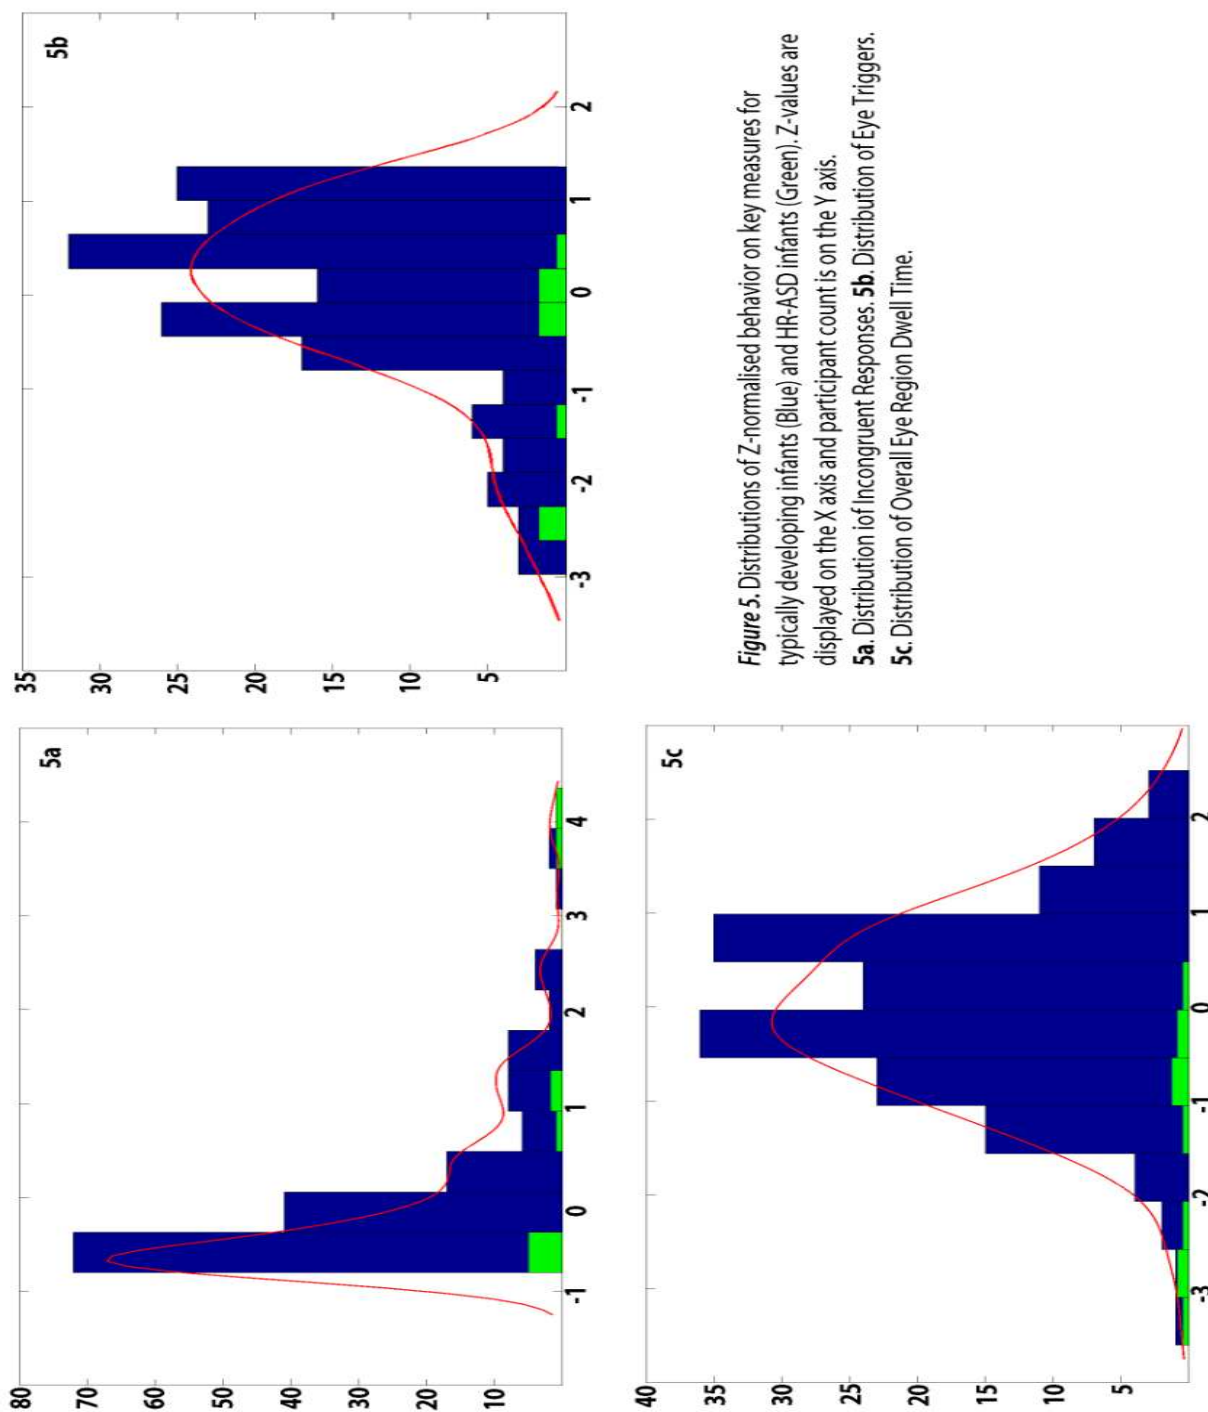 5a
80
70
60
50
40
30
20
10
-1 0 1 2 3 4
5b
35
30
25
20
15
10
5
-3 -2 -1 0 1 2
5c
40
35
30
25
20
15
10
5
-3 -2 -1 0 1 2
Figure 5. Distributions of Z-normalised behavior on key measures for
typically developing infants (Blue) and HR-ASD infants (Green). Z-values are
displayed on the X axis and participant count is on the Y axis.
5a. Distribution iof Incongruent Responses. 5b. Distribution of Eye Triggers.
5c. Distribution of Overall Eye Region Dwell Time.